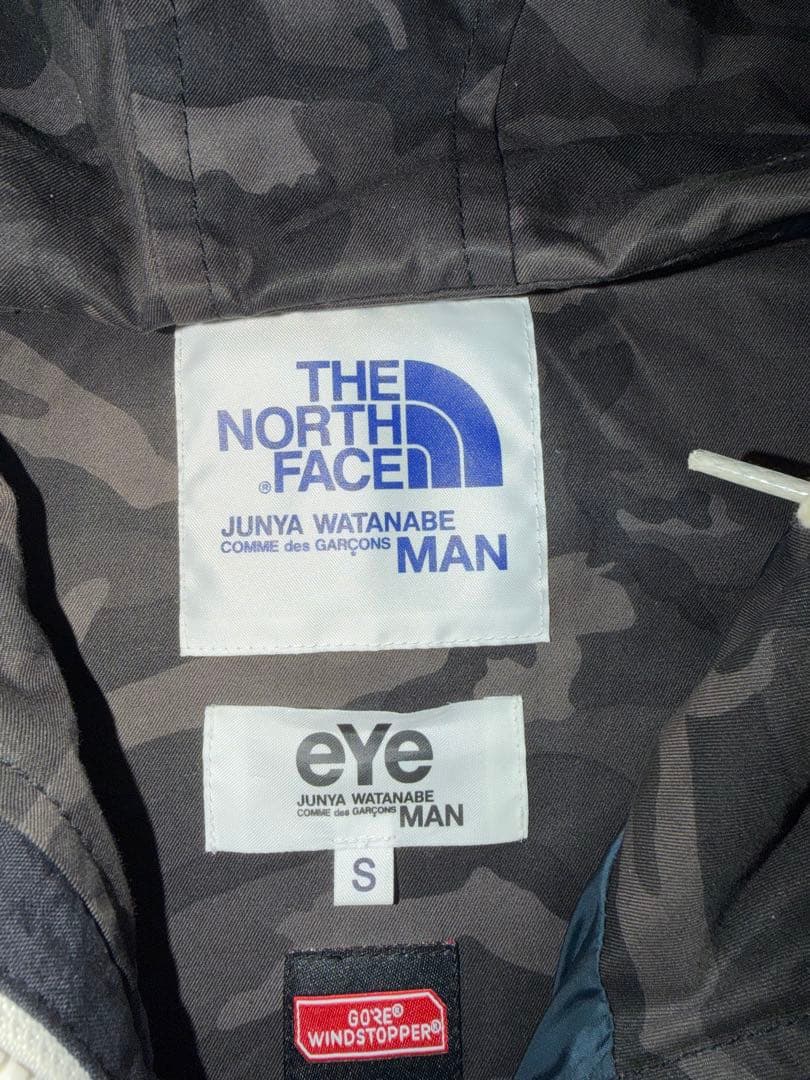 THE
NORTH
FACE®
JUNYA WATANABE
COMME des GARÇONS MAN
eYe
JUNYA WATANABE
COMME des GARÇONS MAN
S
GORE®
WINDSTOPPER®